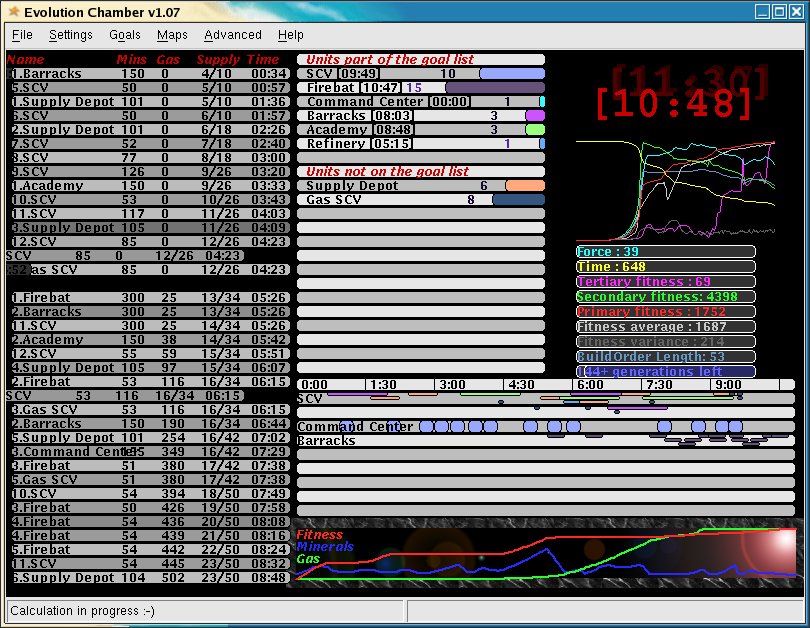 Evolution Chamber v1.07
File Settings Goals Maps Advanced Help
Name Mins Gas Supply Time
1.Barracks 150 0 4/10 00:34
5.SCV 50 0 5/10 00:57
1.Supply Depot 101 0 5/10 01:36
6.SCV 50 0 6/10 01:57
2.Supply Depot 101 0 6/18 02:26
7.SCV 52 0 7/18 02:40
8.SCV 77 0 8/18 03:00
9.SCV 126 0 9/26 03:20
1.Academy 150 0 9/26 03:33
10.SCV 53 0 10/26 03:43
11.SCV 117 0 11/26 04:03
3.Supply Depot 105 0 11/26 04:09
12.SCV 85 0 12/26 04:23
SCV 85 0 12/26 04:23
as SCV 85 0 12/26 04:23
1.Firebat 300 25 13/34 05:26
2.Barracks 300 25 13/34 05:26
11.SCV 300 25 14/34 05:26
2.Academy 150 38 14/34 05:42
12.SCV 55 59 15/34 05:51
4.Supply Depot 105 97 15/34 06:07
2.Firebat 53 116 16/34 06:15
SCV 53 116 16/34 06:15
3.Gas SCV 53 116 16/34 06:15
2.Barracks 150 190 16/34 06:44
5.Supply Depot 101 254 16/42 07:02
3.Command Center 349 16/42 07:29
3.Firebat 51 380 17/42 07:38
5.Gas SCV 51 380 17/42 07:38
10.SCV 54 394 18/50 07:49
3.Firebat 50 426 19/50 07:58
4.Firebat 54 436 20/50 08:08
4.Firebat 54 439 21/50 08:16
5.Firebat 54 442 22/50 08:24
11.SCV 54 445 23/50 08:32
6.Supply Depot 104 502 23/50 08:48
Units part of the goal list
SCV [09:49] 10
Firebat [10:47] 15
Command Center [00:00] 1
Barracks [08:03] 3
Academy [08:48] 3
Refinery [05:15] 1
Units not on the goal list
Supply Depot 6
Gas SCV 8
[11:30]
[10:48]
Force : 39
Time : 648
Tertiary fitness : 69
Secondary fitness: 4398
Primary fitness : 1752
Fitness average : 1687
Fitness variance : 214
BuildOrder Length: 53
144+ generations left
0:00 1:30 3:00 4:30 6:00 7:30 9:00
SCV
Command Center
Barracks
Fitness
Minerals
Gas
Calculation in progress :-)